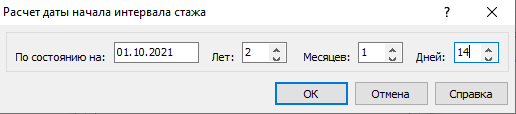 Расчет даты начала интервала стажа ? ×
По состоянию на: 01.10.2021 Лет: 2 Месяцев: 1 Дней: 14
ОК Отмена Справка